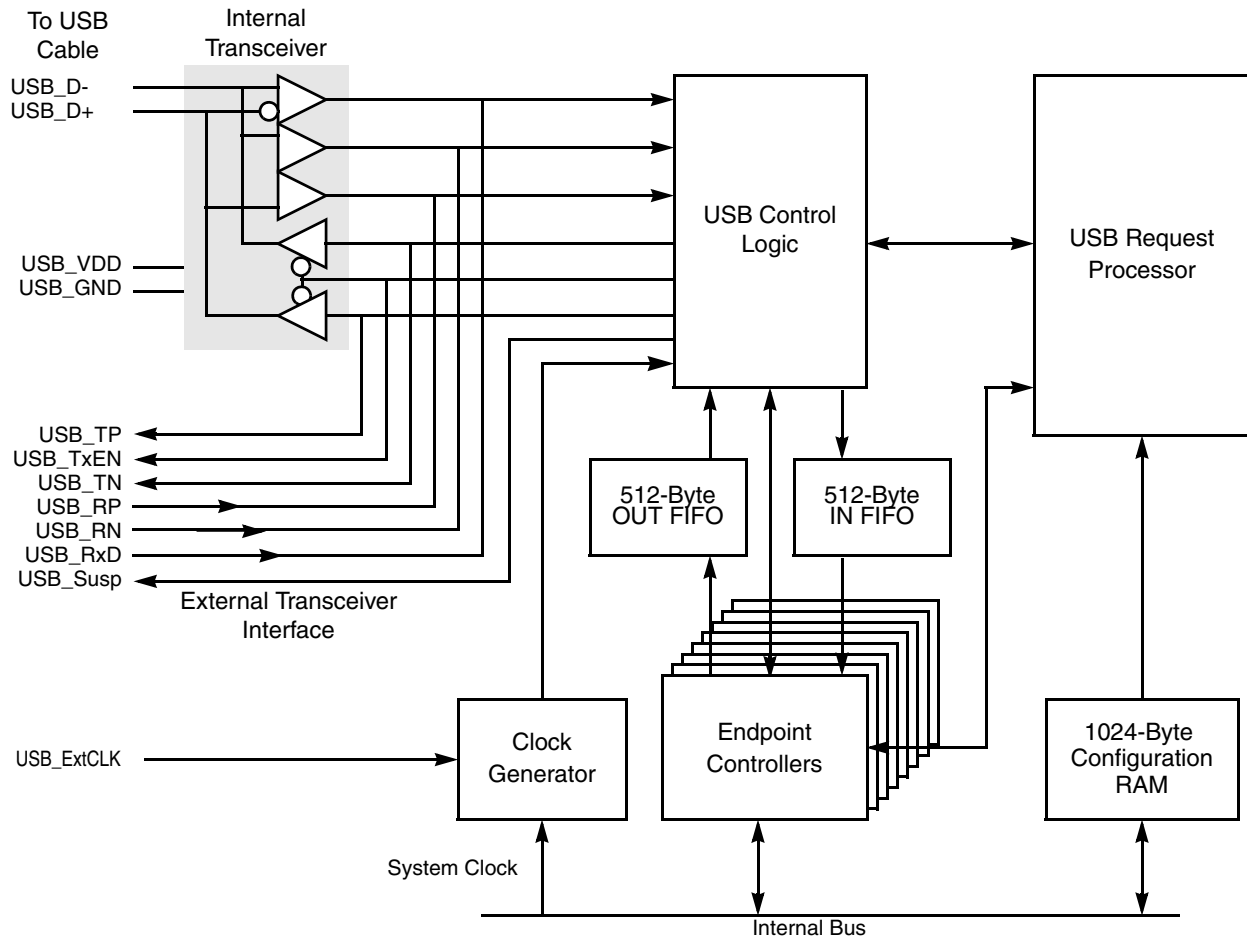 To USB
Cable
Internal
Transceiver
USB_D-
USB_D+
USB_VDD
USB_GND
USB Control
Logic
USB Request
Processor
USB_TP
USB_TxEN
USB_TN
USB_RP
USB_RN
USB_RxD
USB_Susp
External Transceiver
Interface
512-Byte
OUT FIFO
512-Byte
IN FIFO
USB_ExtCLK
Clock
Generator
Endpoint
Controllers
1024-Byte
Configuration
RAM
System Clock
Internal Bus